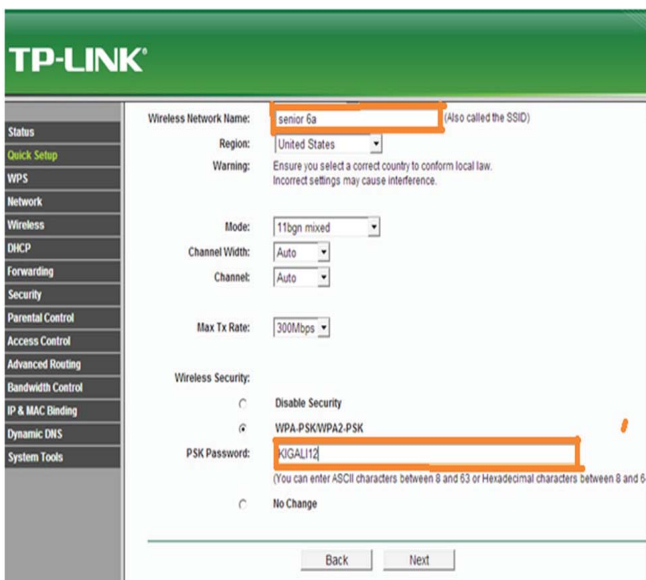 TP-LINK®
Status
Quick Setup
WPS
Network
Wireless
DHCP
Forwarding
Security
Parental Control
Access Control
Advanced Routing
Bandwidth Control
IP & MAC Binding
Dynamic DNS
System Tools
Wireless Network Name: senior 6a (Also called the SSID)
Region: United States
Warning: Ensure you select a correct country to conform local law.
Incorrect settings may cause interference.
Mode: 11bgn mixed
Channel Width: Auto
Channel: Auto
Max Tx Rate: 300Mbps
Wireless Security:
Disable Security
WPA-PSK/WPA2-PSK
PSK Password: KIGALI12
(You can enter ASCII characters between 8 and 63 or Hexadecimal characters between 8 and 6
No Change
Back Next